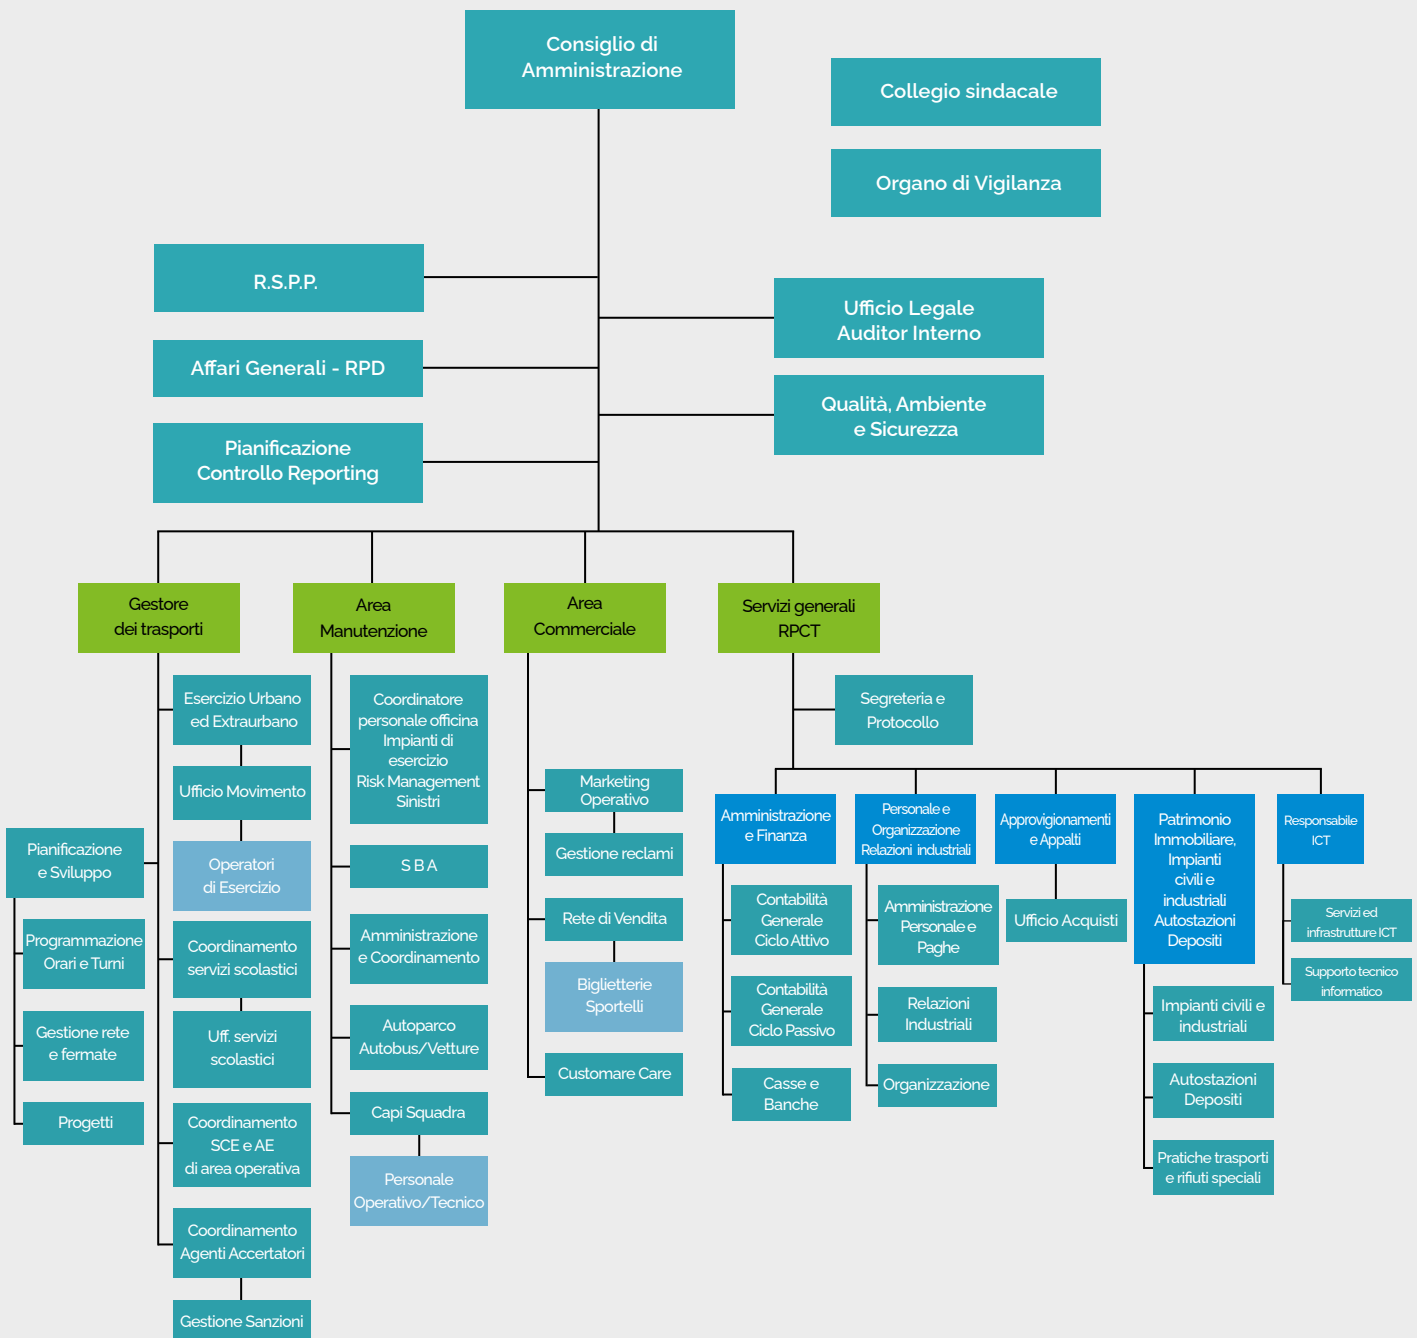 Consiglio di
Amministrazione
Collegio sindacale
Organo di Vigilanza
R.S.P.P.
Ufficio Legale
Auditor Interno
Affari Generali - RPD
Qualità, Ambiente
e Sicurezza
Pianificazione
Controllo Reporting
Gestore
dei trasporti
Area
Manutenzione
Area
Commerciale
Servizi generali
RPCT
Esercizio Urbano
ed Extraurbano
Ufficio Movimento
Operatori
di Esercizio
Pianificazione
e Sviluppo
Programmazione
Orari e Turni
Gestione rete
e fermate
Progetti
Coordinamento
servizi scolastici
Uff. servizi
scolastici
Coordinamento
SCE e AE
di area operativa
Coordinamento
Agenti Accertatori
Gestione Sanzioni
Coordinatore
personale officina
Impianti di
esercizio
Risk Management
Sinistri
S B A
Amministrazione
e Coordinamento
Autoparco
Autobus/Vetture
Capi Squadra
Personale
Operativo/Tecnico
Marketing
Operativo
Gestione reclami
Rete di Vendita
Biglietterie
Sportelli
Customare Care
Segreteria e
Protocollo
Amministrazione
e Finanza
Contabilità
Generale
Ciclo Attivo
Contabilità
Generale
Ciclo Passivo
Casse e
Banche
Personale e
Organizzazione
Relazioni industriali
Amministrazione
Personale e
Paghe
Relazioni
Industriali
Organizzazione
Approvigionamenti
e Appalti
Ufficio Acquisti
Patrimonio
Immobiliare,
Impianti
civili e
industriali
Autostazioni
Depositi
Impianti civili e
industriali
Autostazioni
Depositi
Pratiche trasporti
e rifiuti speciali
Responsabile
ICT
Servizi ed
infrastrutture ICT
Supporto tecnico
informatico